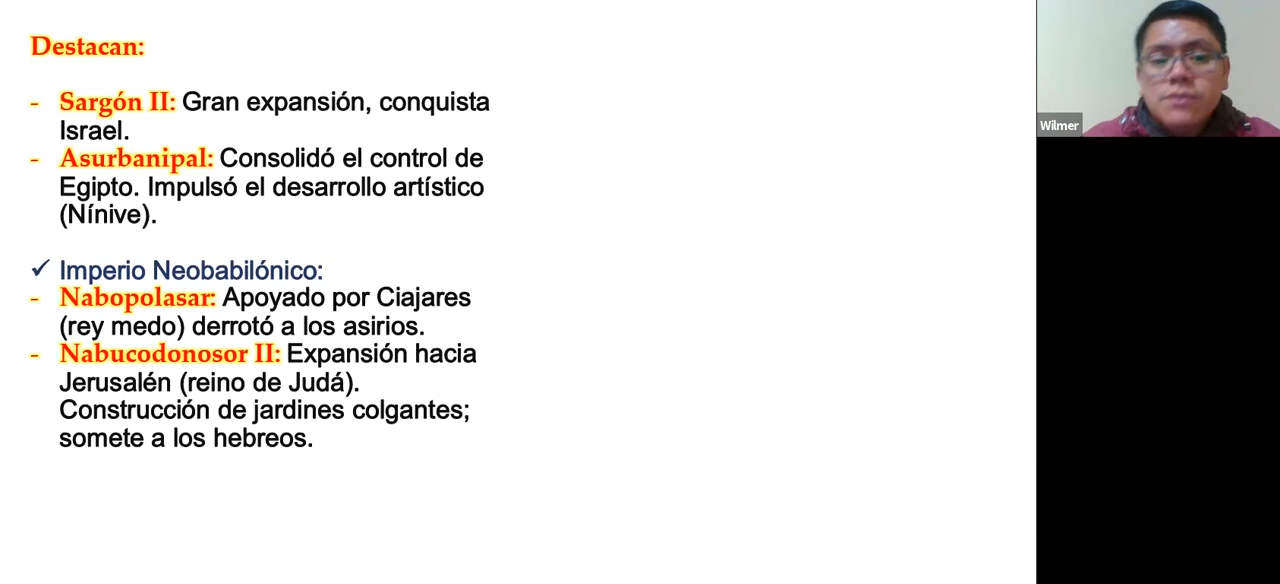 Destacan:
- Sargón II: Gran expansión, conquista
Israel.
- Asurbanipal: Consolidó el control de
Egipto. Impulsó el desarrollo artístico
(Nínive).
✓ Imperio Neobabilónico:
- Nabopolasar: Apoyado por Ciajares
(rey medo) derrotó a los asirios.
- Nabucodonosor II: Expansión hacia
Jerusalén (reino de Judá).
Construcción de jardines colgantes;
somete a los hebreos.
Wilmer